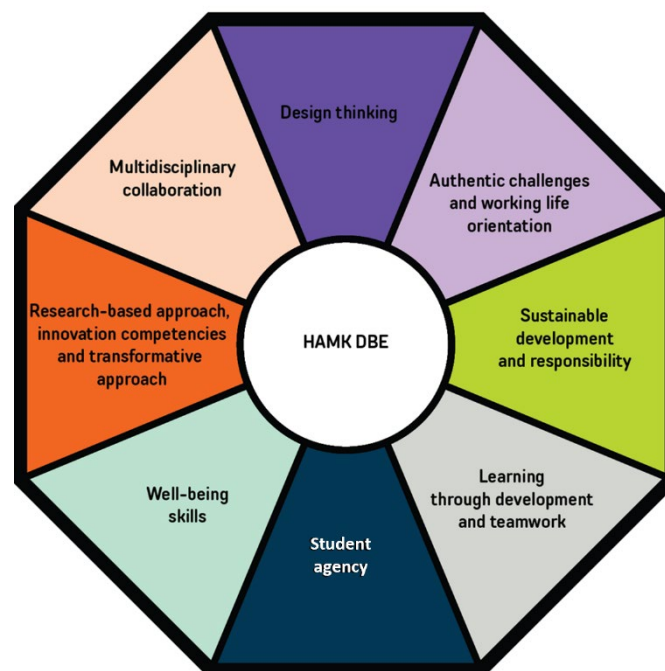 Design thinking
Authentic challenges
and working life
orientation
Sustainable
development
and responsibility
Learning
through development
and teamwork
Student
agency
Well-being
skills
Research-based approach,
innovation competencies
and transformative
approach
Multidisciplinary
collaboration
HAMK DBE